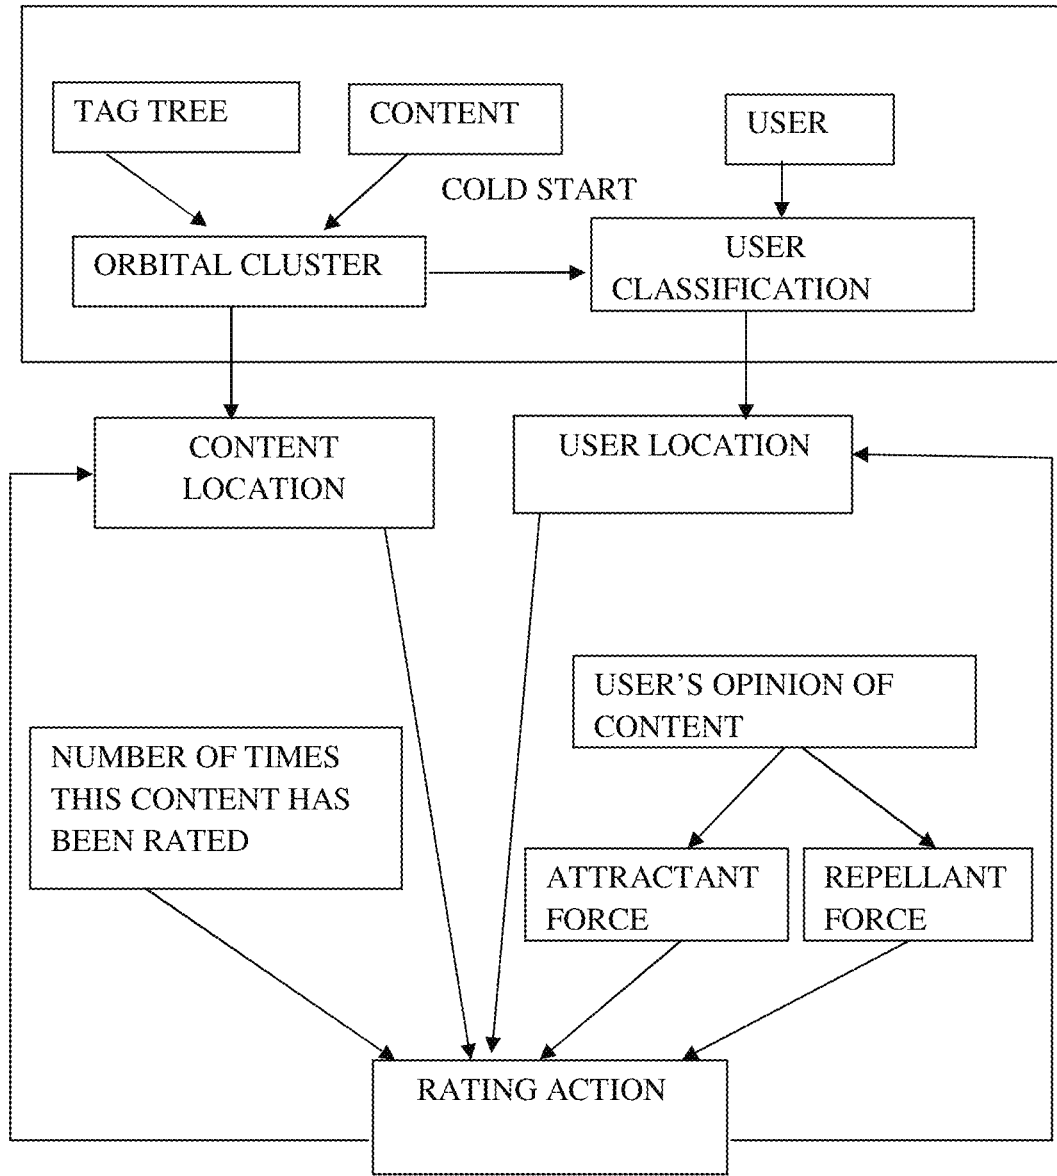 TAG TREE
CONTENT
USER
COLD START
ORBITAL CLUSTER
USER
CLASSIFICATION
CONTENT
LOCATION
USER LOCATION
USER'S OPINION OF
CONTENT
NUMBER OF TIMES
THIS CONTENT HAS
BEEN RATED
ATTRACTANT
FORCE
REPELLANT
FORCE
RATING ACTION